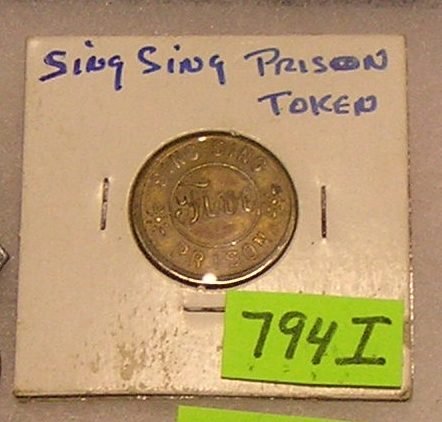 Sing Sing Prison
Token
SING SING
Five
PRISON
794I